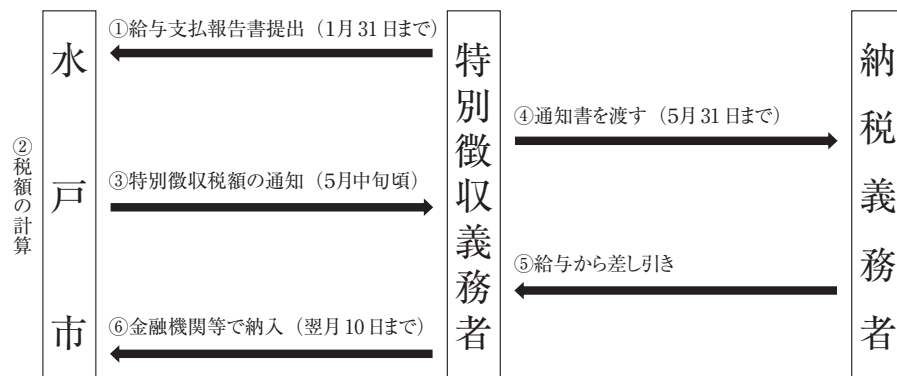 ②税額の計算
水戸市
①給与支払報告書提出（1月31日まで）
③特別徴収税額の通知（5月中旬頃）
⑥金融機関等で納入（翌月10日まで）
特別徴収義務者
④通知書を渡す（5月31日まで）
⑤給与から差し引き
納税義務者